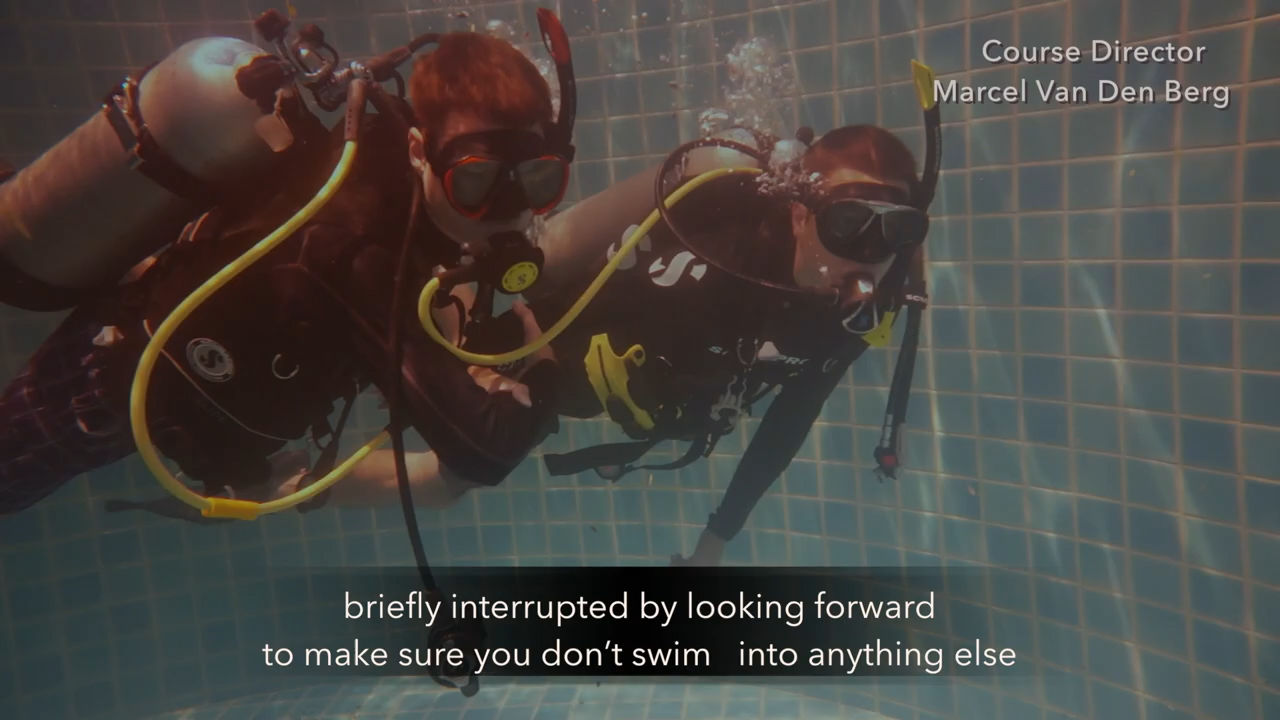 Course Director
Marcel Van Den Berg
briefly interrupted by looking forward
to make sure you don't swim into anything else